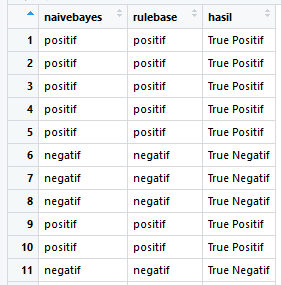 naivebayes rulebase hasil
1 positif positif True Positif
2 positif positif True Positif
3 positif positif True Positif
4 positif positif True Positif
5 positif positif True Positif
6 negatif negatif True Negatif
7 negatif negatif True Negatif
8 negatif negatif True Negatif
9 positif positif True Positif
10 positif positif True Positif
11 negatif negatif True Negatif